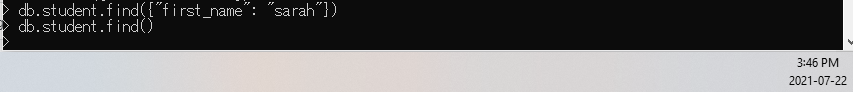 > db.student.find({"first_name": "sarah"})
> db.student.find()
>
3:46 PM
2021-07-22